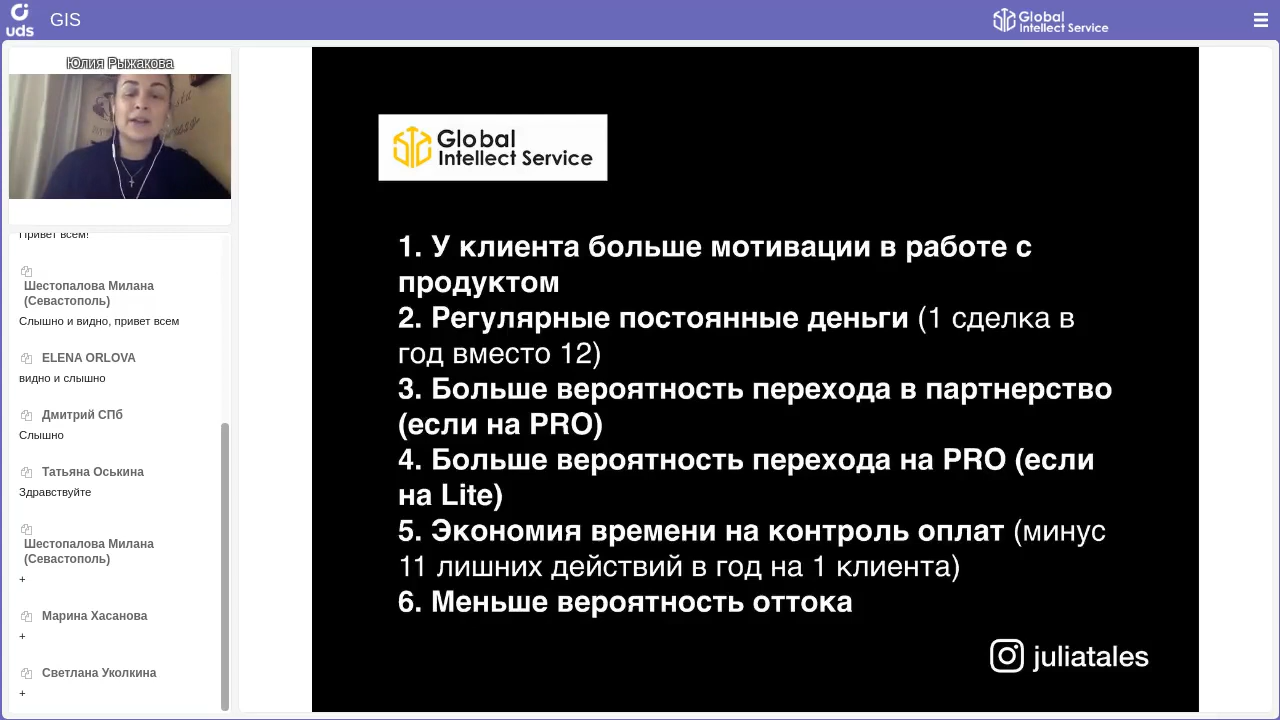 uds
GIS
Global
Intellect Service
Юлия Рыжакова
Привет всем!
Шестопалова Милана
(Севастополь)
Слышно и видно, привет всем
ELENA ORLOVA
видно и слышно
Дмитрий СПб
Слышно
Татьяна Оськина
Здравствуйте
Шестопалова Милана
(Севастополь)
+
Марина Хасанова
+
Светлана Уколкина
+
Global
Intellect Service
1. У клиента больше мотивации в работе с
продуктом
2. Регулярные постоянные деньги (1 сделка в
год вместо 12)
3. Больше вероятность перехода в партнерство
(если на PRO)
4. Больше вероятность перехода на PRO (если
на Lite)
5. Экономия времени на контроль оплат (минус
11 лишних действий в год на 1 клиента)
6. Меньше вероятность оттока
juliatales